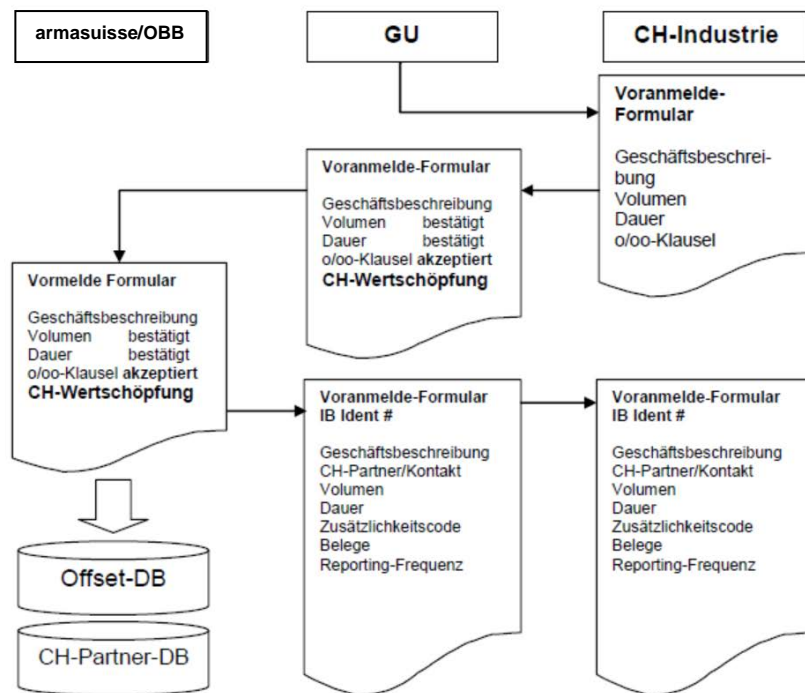 armasuisse/OBB
GU
CH-Industrie
Voranmelde-
Formular
Geschäftsbeschrei-
bung
Volumen
Dauer
o/oo-Klausel
Voranmelde-Formular
Geschäftsbeschreibung
Volumen bestätigt
Dauer bestätigt
o/oo-Klausel akzeptiert
CH-Wertschöpfung
Vormelde Formular
Geschäftsbeschreibung
Volumen bestätigt
Dauer bestätigt
o/oo-Klausel akzeptiert
CH-Wertschöpfung
Voranmelde-Formular
IB Ident #
Geschäftsbeschreibung
CH-Partner/Kontakt
Volumen
Dauer
Zusätzlichkeitscode
Belege
Reporting-Frequenz
Voranmelde-Formular
IB Ident #
Geschäftsbeschreibung
CH-Partner/Kontakt
Volumen
Dauer
Zusätzlichkeitscode
Belege
Reporting-Frequenz
Offset-DB
CH-Partner-DB